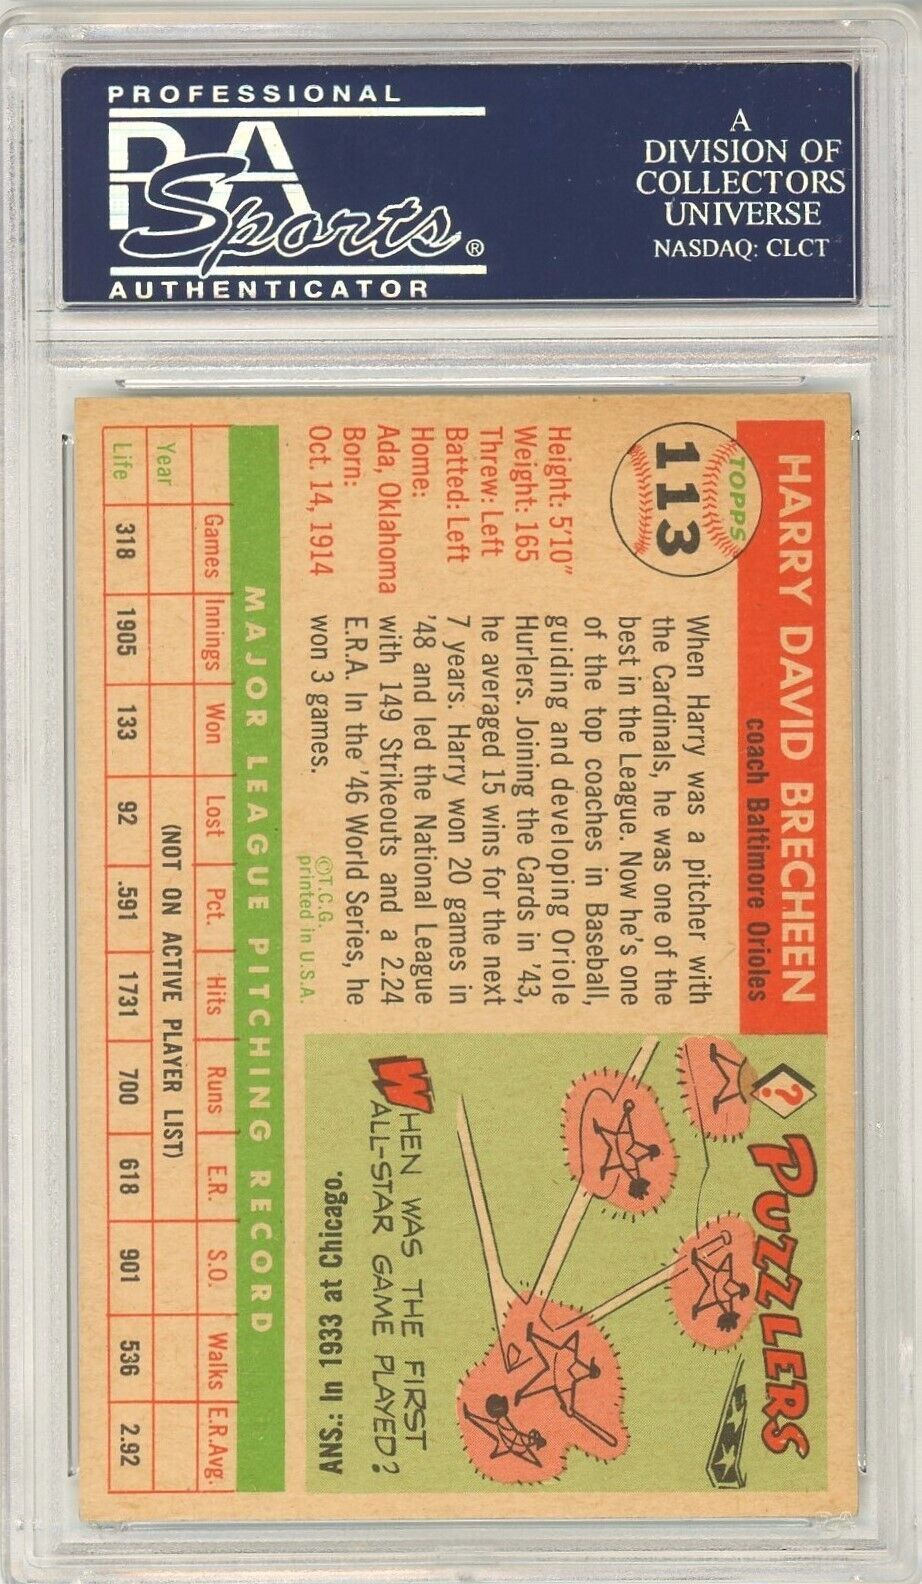 PROFESSIONAL
PSA
Sports®
AUTHENTICATOR
A
DIVISION OF
COLLECTORS
UNIVERSE
NASDAQ: CLCT
TOPPS
113
HARRY DAVID BRECHEEN
coach Baltimore Orioles
Height: 5'10"
Weight: 165
Threw: Left
Batted: Left
Home:
Ada, Oklahoma
Born:
Oct. 14, 1914
When Harry was a pitcher with
the Cardinals, he was one of the
best in the League. Now he's one
of the top coaches in Baseball,
guiding and developing Oriole
Hurlers. Joining the Cards in '43,
he averaged 15 wins for the next
7 years. Harry won 20 games in
'48 and led the National League
with 149 Strikeouts and a 2.24
E.R.A. In the '46 World Series, he
won 3 games.
©T.C.G.
printed in U.S.A.
? PUZZLERS
WHEN WAS THE FIRST
ALL-STAR GAME PLAYED?
ANS: In 1933 at Chicago.
MAJOR LEAGUE PITCHING RECORD
Games Innings Won Lost Pct. Hits Runs E.R. S.O. Walks E.R.Avg.
Year (NOT ON ACTIVE PLAYER LIST)
Life 318 1905 133 92 .591 1731 700 618 901 536 2.92